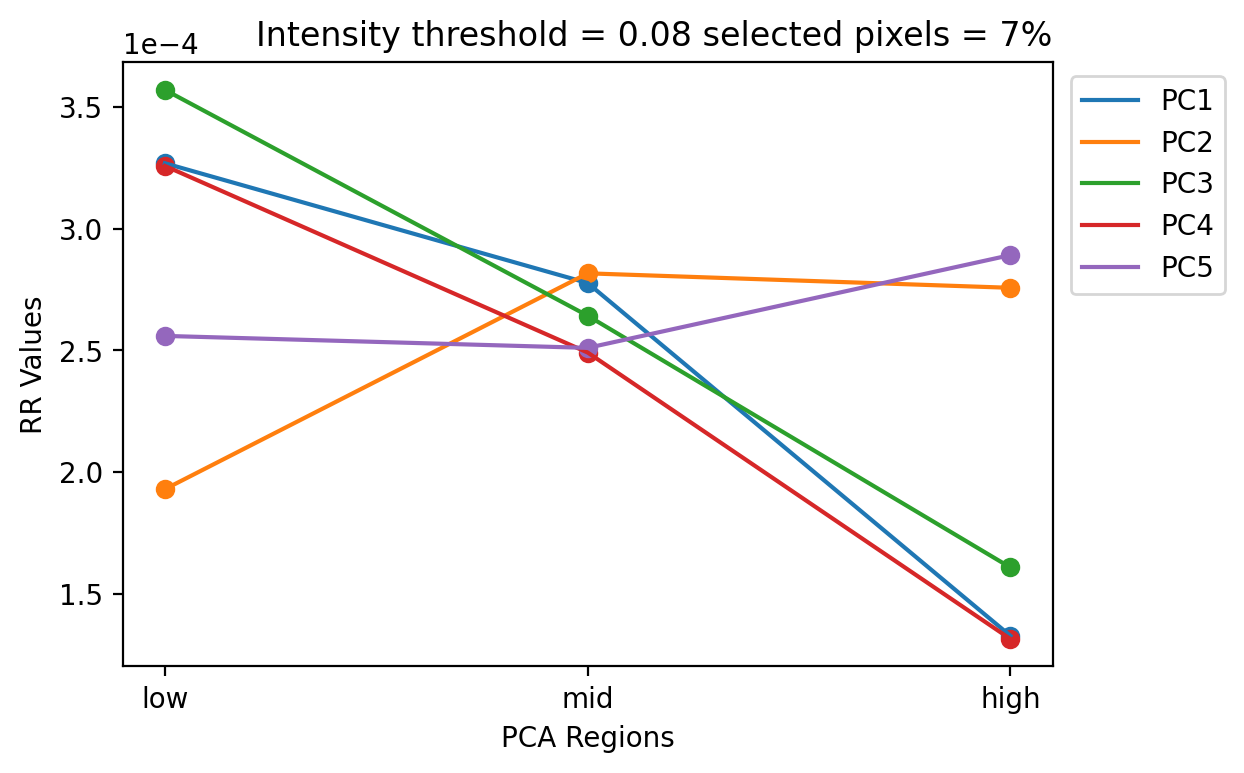 Intensity threshold = 0.08 selected pixels = 7%
1e−4
3.5
3.0
2.5
2.0
1.5
RR Values
low mid high
PCA Regions
PC1
PC2
PC3
PC4
PC5